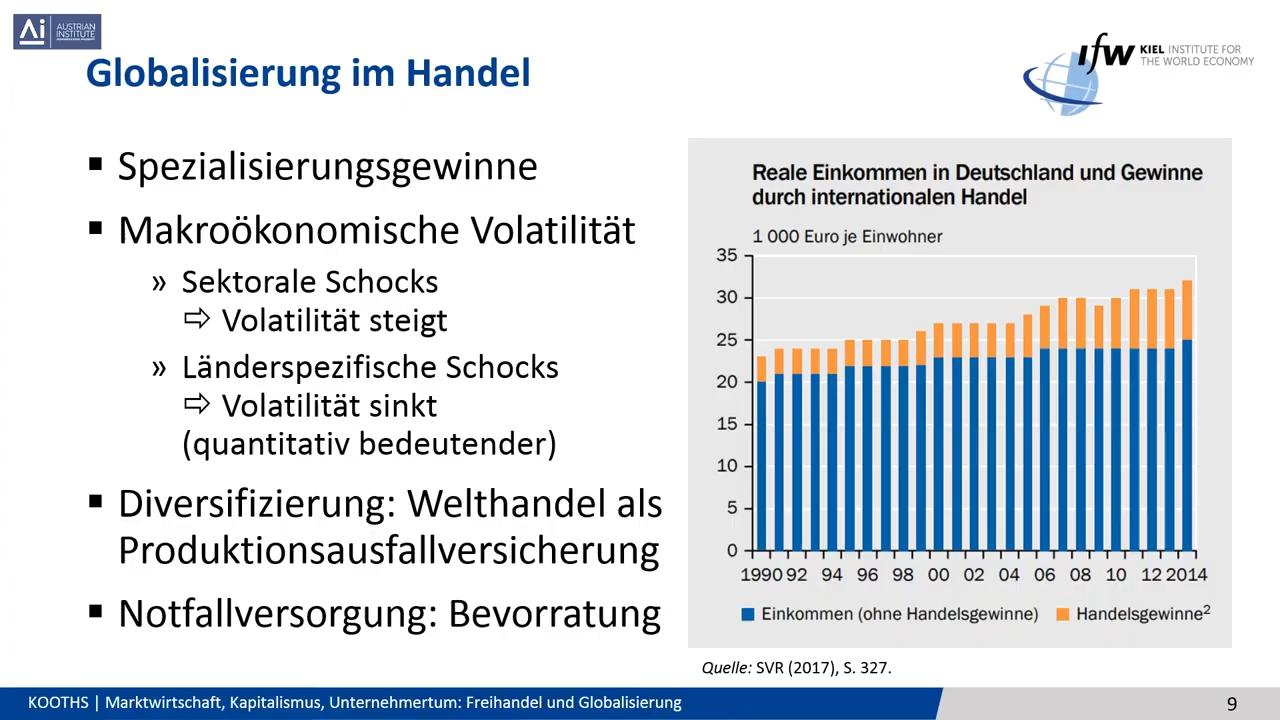 AUSTRIAN
INSTITUTE
Globalisierung im Handel
IfW KIEL INSTITUTE FOR
THE WORLD ECONOMY
▪ Spezialisierungsgewinne
▪ Makroökonomische Volatilität
» Sektorale Schocks
⇨ Volatilität steigt
» Länderspezifische Schocks
⇨ Volatilität sinkt
(quantitativ bedeutender)
▪ Diversifizierung: Welthandel als
Produktionsausfallversicherung
▪ Notfallversorgung: Bevorratung
Reale Einkommen in Deutschland und Gewinne
durch internationalen Handel
1 000 Euro je Einwohner
35
30
25
20
15
10
5
0
1990 92 94 96 98 00 02 04 06 08 10 12 2014
Einkommen (ohne Handelsgewinne) Handelsgewinne²
Quelle: SVR (2017), S. 327.
KOOTHS | Marktwirtschaft, Kapitalismus, Unternehmertum: Freihandel und Globalisierung 9